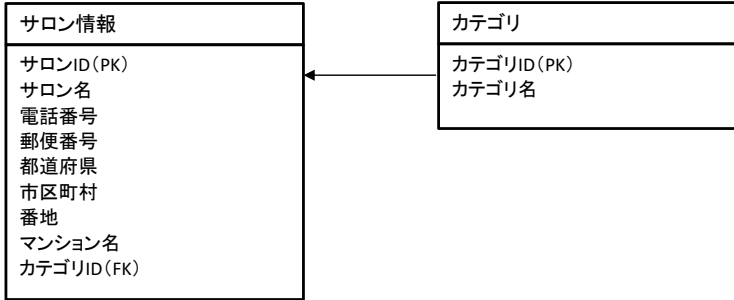 サロン情報
サロンID（PK）
サロン名
電話番号
郵便番号
都道府県
市区町村
番地
マンション名
カテゴリID（FK）
カテゴリ
カテゴリID（PK）
カテゴリ名